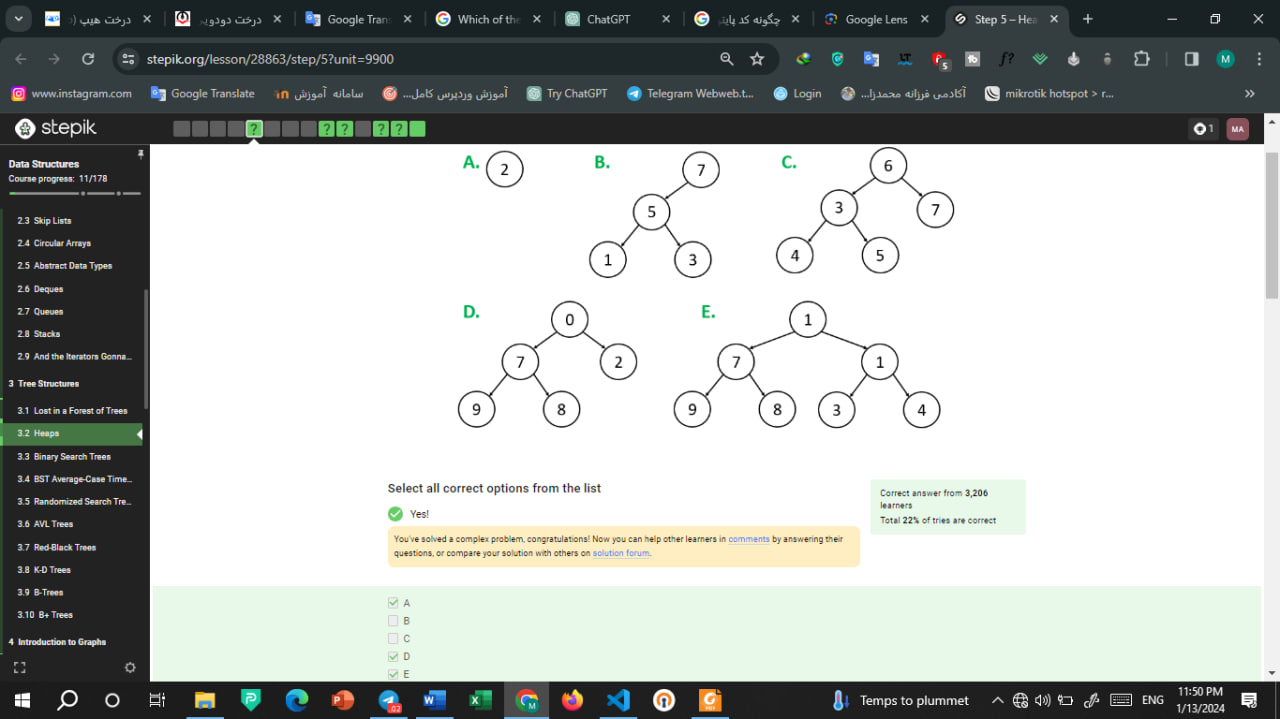 درخت هیپ (د
درخت دودویی
Google Trans
Which of the
ChatGPT
چگونه کد پایتو
Google Lens
Step 5 – Hea
stepik.org/lesson/28863/step/5?unit=9900
www.instagram.com
Google Translate
سامانه آموزش
آموزش وردپرس کامل...
Try ChatGPT
Telegram Webweb.t...
Login
آکادمی فرزانه محمدزا...
mikrotik hotspot > r...
stepik
1
MA
Data Structures
Course progress: 11/178
2.3 Skip Lists
2.4 Circular Arrays
2.5 Abstract Data Types
2.6 Deques
2.7 Queues
2.8 Stacks
2.9 And the Iterators Gonna...
3 Tree Structures
3.1 Lost in a Forest of Trees
3.2 Heaps
3.3 Binary Search Trees
3.4 BST Average-Case Time...
3.5 Randomized Search Tre...
3.6 AVL Trees
3.7 Red-Black Trees
3.8 K-D Trees
3.9 B-Trees
3.10 B+ Trees
4 Introduction to Graphs
A.
2
B.
7
5
1 3
C.
6
3 7
4 5
D.
0
7 2
9 8
E.
1
7 1
9 8 3 4
Select all correct options from the list
Yes!
You've solved a complex problem, congratulations! Now you can help other learners in comments by answering their
questions, or compare your solution with others on solution forum.
Correct answer from 3,206
learners
Total 22% of tries are correct
A
B
C
D
E
Temps to plummet
ENG
11:50 PM
1/13/2024